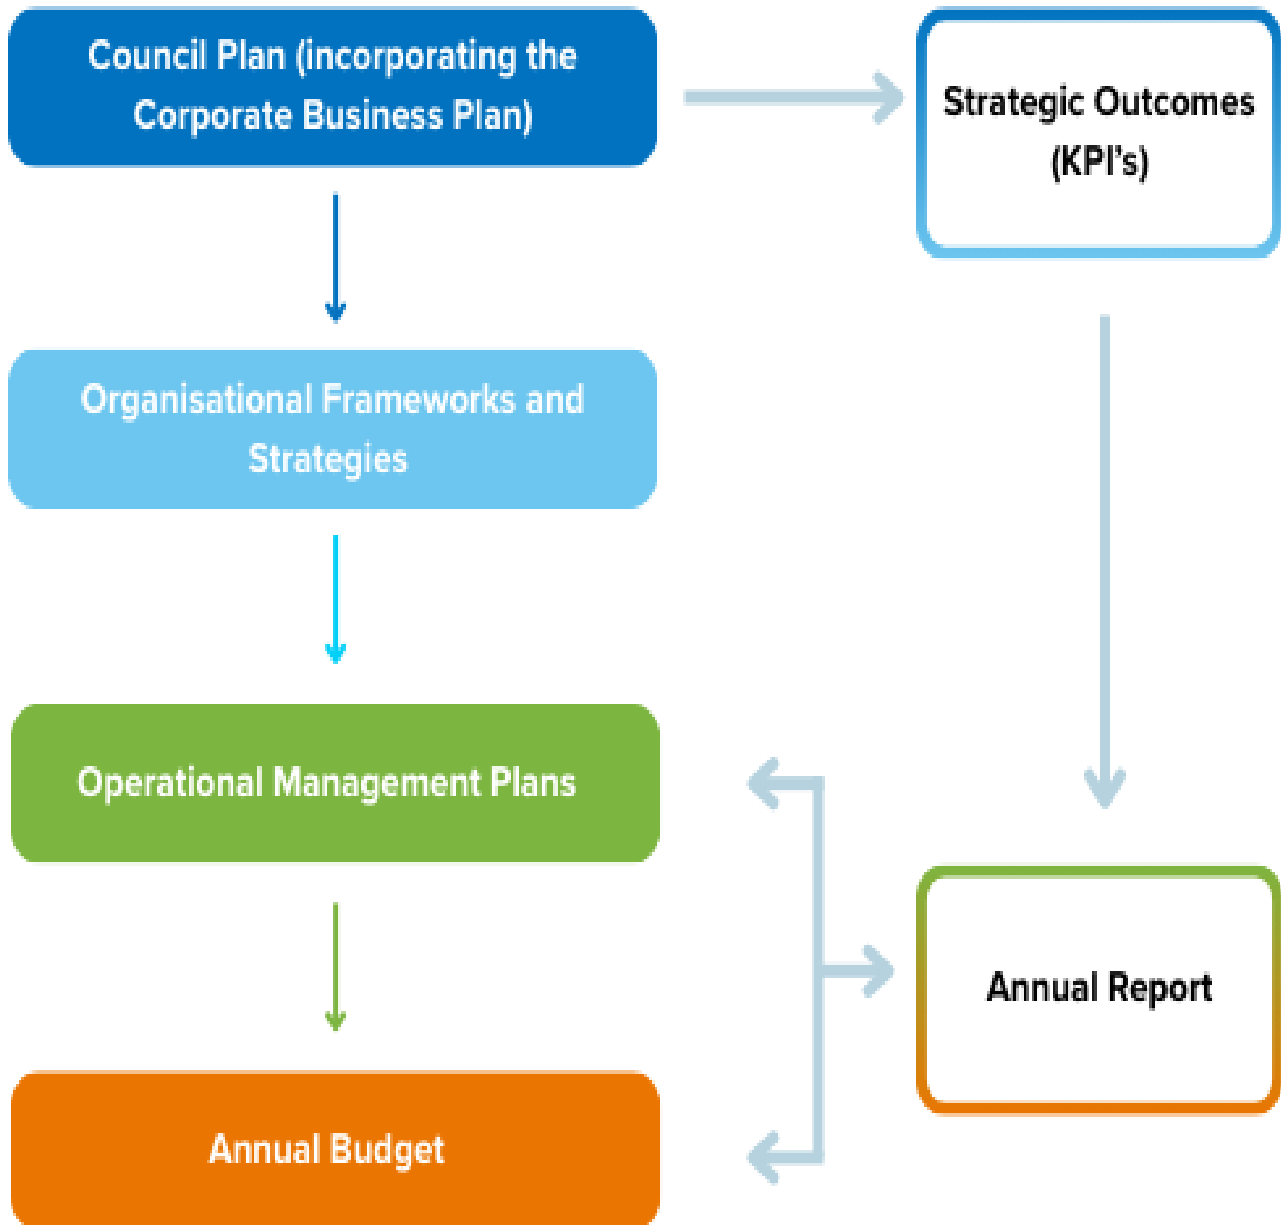 Council Plan (incorporating the
Corporate Business Plan)
Strategic Outcomes
(KPI's)
Organisational Frameworks and
Strategies
Operational Management Plans
Annual Report
Annual Budget